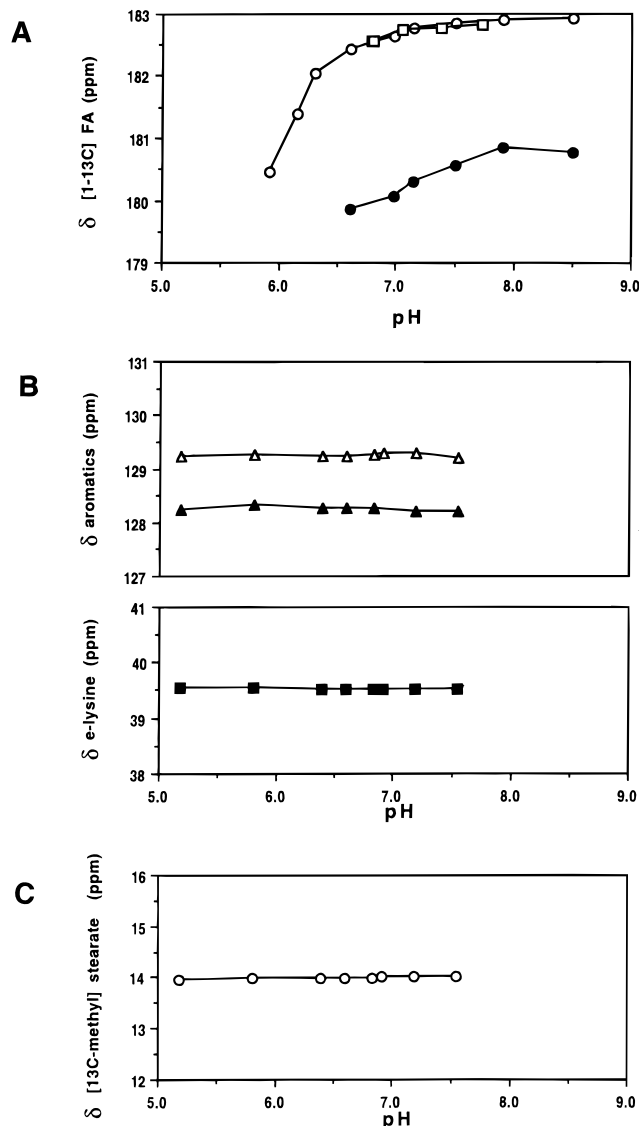 A
δ [1-13C] FA (ppm)
183
182
181
180
179
5.0 6.0 7.0 8.0 9.0
pH
B
δ aromatics (ppm)
131
130
129
128
127
δ e-lysine (ppm)
41
40
39
38
5.0 6.0 7.0 8.0 9.0
pH
C
δ [13C-methyl] stearate (ppm)
16
15
14
13
12
5.0 6.0 7.0 8.0 9.0
pH